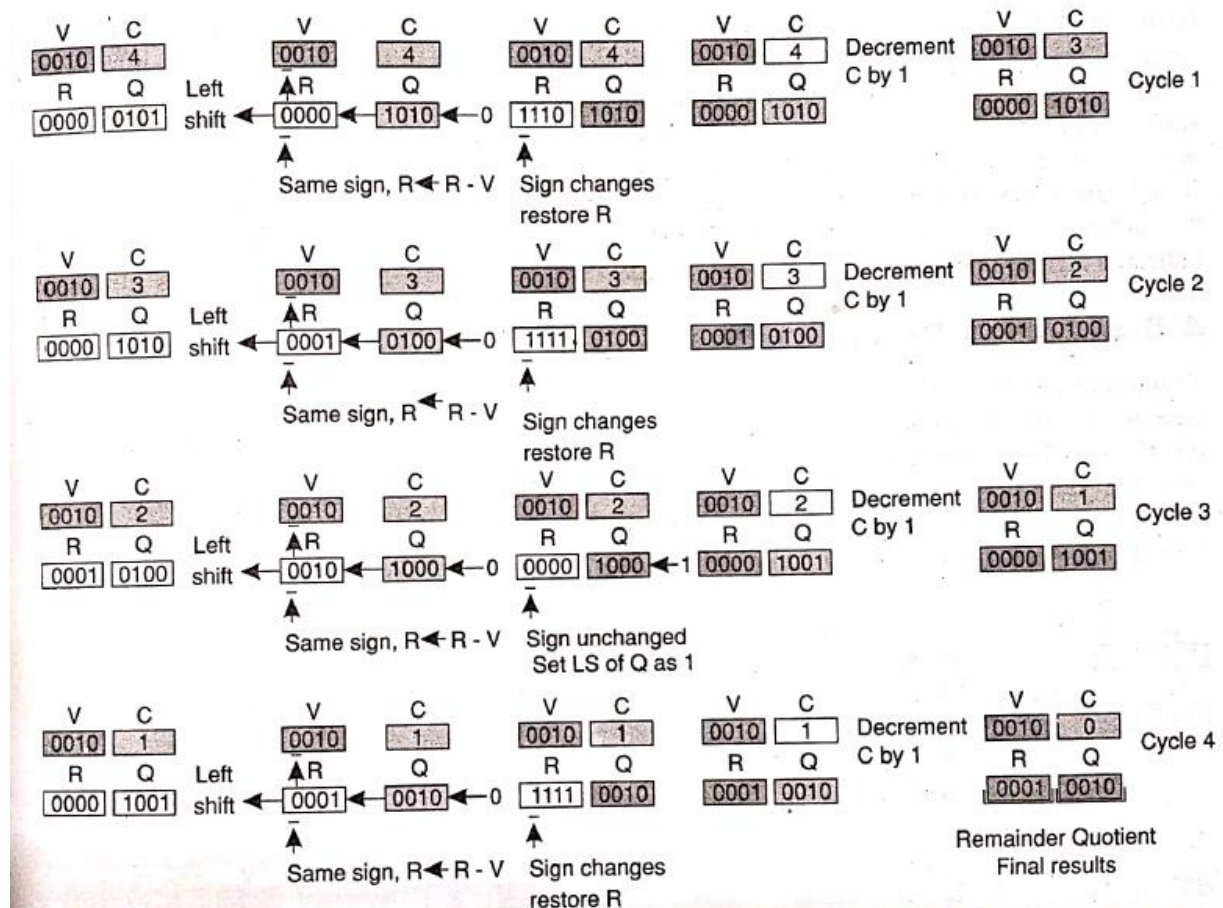 V C V C V C V C V C
0010 4 0010 4 0010 4 0010 4 Decrement 0010 3
R Q Left R Q R Q R Q C by 1 R Q Cycle 1
0000 0101 shift 0000 1010 0 1110 1010 0000 1010 0000 1010
Same sign, R R - V Sign changes
restore R
V C V C V C V C V C
0010 3 0010 3 0010 3 0010 3 Decrement 0010 2 Cycle 2
R Q Left R Q R Q R Q C by 1 R Q
0000 1010 shift 0001 0100 0 1111 0100 0001 0100 0001 0100
Same sign, R R - V Sign changes
restore R
V C V C V C V C V C
0010 2 0010 2 0010 2 0010 2 Decrement 0010 1 Cycle 3
R Q Left R Q R Q R Q C by 1 R Q
0001 0100 shift 0010 1000 0 0000 1000 1 0000 1001 0000 1001
Same sign, R R - V Sign unchanged
Set LS of Q as 1
V C V C V C V C V C
0010 1 0010 1 0010 1 0010 1 Decrement 0010 0 Cycle 4
R Q Left R Q R Q R Q C by 1 R Q
0000 1001 shift 0001 0010 0 1111 0010 0001 0010 0001 0010
Same sign, R R - V Sign changes Remainder Quotient
restore R Final results